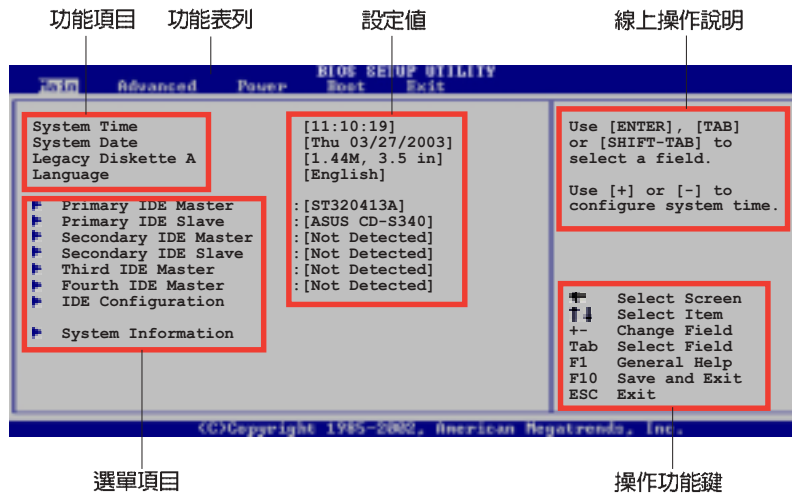 功能項目 功能表列 設定值 線上操作說明
BIOS SETUP UTILITY
Main Advanced Power Boot Exit
System Time [11:10:19]
System Date [Thu 03/27/2003]
Legacy Diskette A [1.44M, 3.5 in]
Language [English]
Primary IDE Master :[ST320413A]
Primary IDE Slave :[ASUS CD-S340]
Secondary IDE Master :[Not Detected]
Secondary IDE Slave :[Not Detected]
Third IDE Master :[Not Detected]
Fourth IDE Master :[Not Detected]
IDE Configuration
System Information
Use [ENTER], [TAB]
or [SHIFT-TAB] to
select a field.
Use [+] or [-] to
configure system time.
Select Screen
Select Item
+- Change Field
Tab Select Field
F1 General Help
F10 Save and Exit
ESC Exit
(C)Copyright 1985-2002, American Megatrends, Inc.
選單項目 操作功能鍵